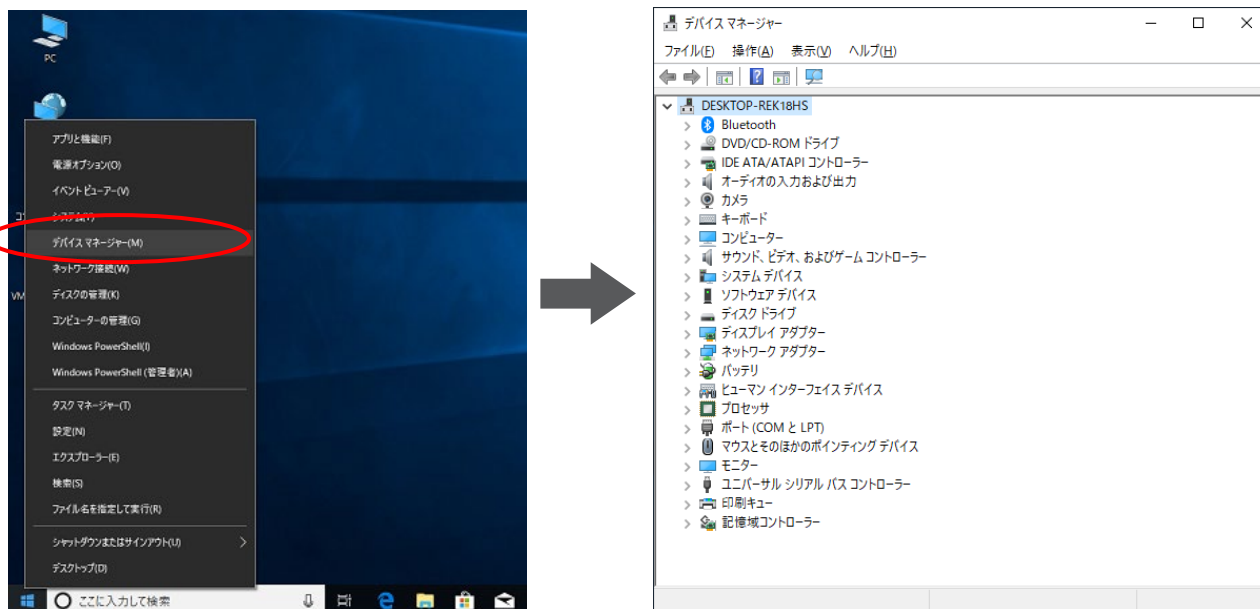 PC
コ
VM
アプリと機能(F)
電源オプション(O)
イベント ビューアー(V)
システム(Y)
デバイス マネージャー(M)
ネットワーク接続(W)
ディスクの管理(K)
コンピューターの管理(G)
Windows PowerShell(I)
Windows PowerShell (管理者)(A)
タスク マネージャー(T)
設定(N)
エクスプローラー(E)
検索(S)
ファイル名を指定して実行(R)
シャットダウンまたはサインアウト(U)
デスクトップ(D)
ここに入力して検索
デバイス マネージャー
ファイル(F) 操作(A) 表示(V) ヘルプ(H)
DESKTOP-REK18HS
Bluetooth
DVD/CD-ROM ドライブ
IDE ATA/ATAPI コントローラー
オーディオの入力および出力
カメラ
キーボード
コンピューター
サウンド、ビデオ、およびゲーム コントローラー
システム デバイス
ソフトウェア デバイス
ディスク ドライブ
ディスプレイ アダプター
ネットワーク アダプター
バッテリ
ヒューマン インターフェイス デバイス
プロセッサ
ポート (COM と LPT)
マウスとそのほかのポインティング デバイス
モニター
ユニバーサル シリアル バス コントローラー
印刷キュー
記憶域コントローラー